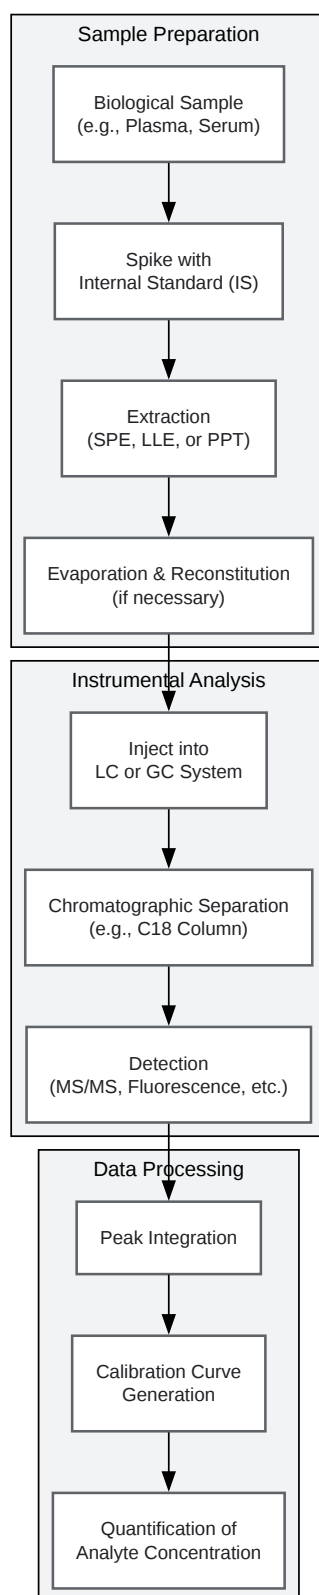 Sample Preparation
Biological Sample
(e.g., Plasma, Serum)
Spike with
Internal Standard (IS)
Extraction
(SPE, LLE, or PPT)
Evaporation & Reconstitution
(if necessary)
Instrumental Analysis
Inject into
LC or GC System
Chromatographic Separation
(e.g., C18 Column)
Detection
(MS/MS, Fluorescence, etc.)
Data Processing
Peak Integration
Calibration Curve
Generation
Quantification of
Analyte Concentration